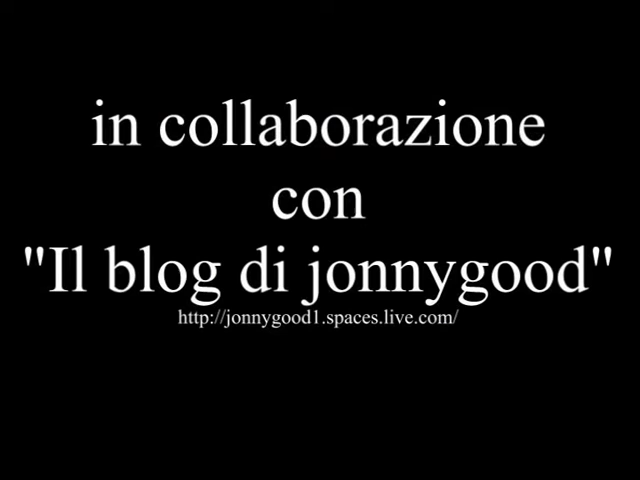 in collaborazione
con
"Il blog di jonnygood"
http://jonnygood1.spaces.live.com/